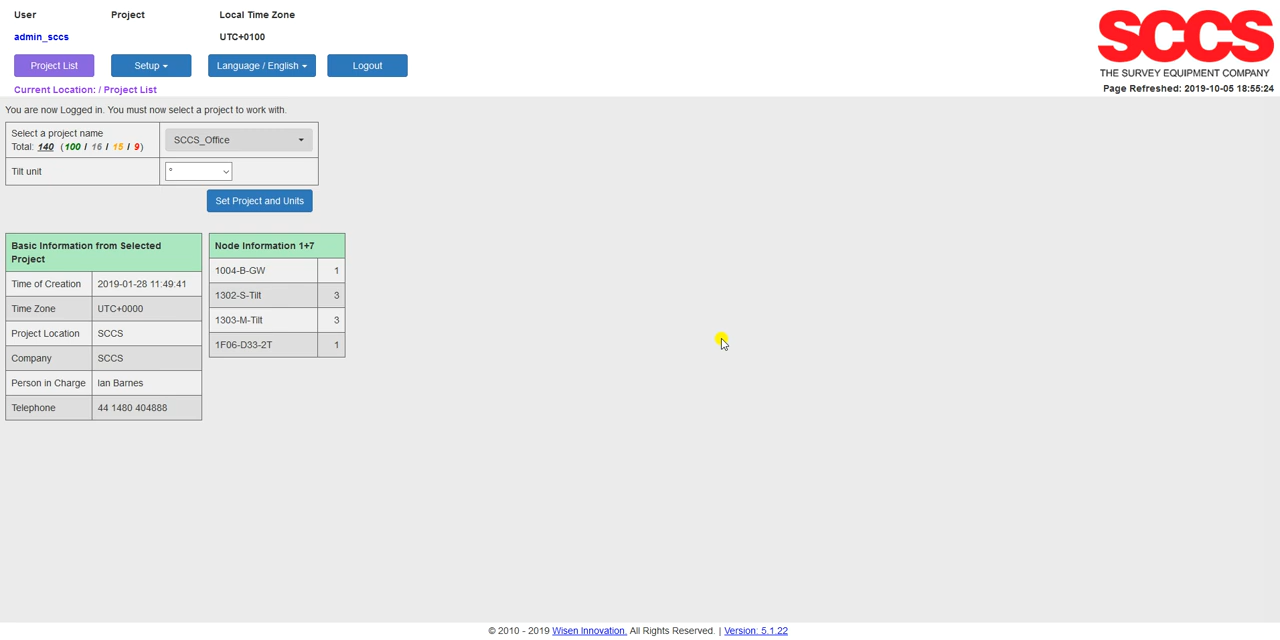 User Project Local Time Zone
admin_sccs UTC+0100
Project List Setup Language / English Logout
Current Location: / Project List
SCCS
THE SURVEY EQUIPMENT COMPANY
Page Refreshed: 2019-10-05 18:55:24
You are now Logged in. You must now select a project to work with.
Select a project name
Total: 140 (100 / 16 / 15 / 9)
SCCS_Office
Tilt unit °
Set Project and Units
Basic Information from Selected
Project
Time of Creation 2019-01-28 11:49:41
Time Zone UTC+0000
Project Location SCCS
Company SCCS
Person in Charge Ian Barnes
Telephone 44 1480 404888
Node Information 1+7
1004-B-GW 1
1302-S-Tilt 3
1303-M-Tilt 3
1F06-D33-2T 1
© 2010 - 2019 Wisen Innovation. All Rights Reserved. | Version: 5.1.22